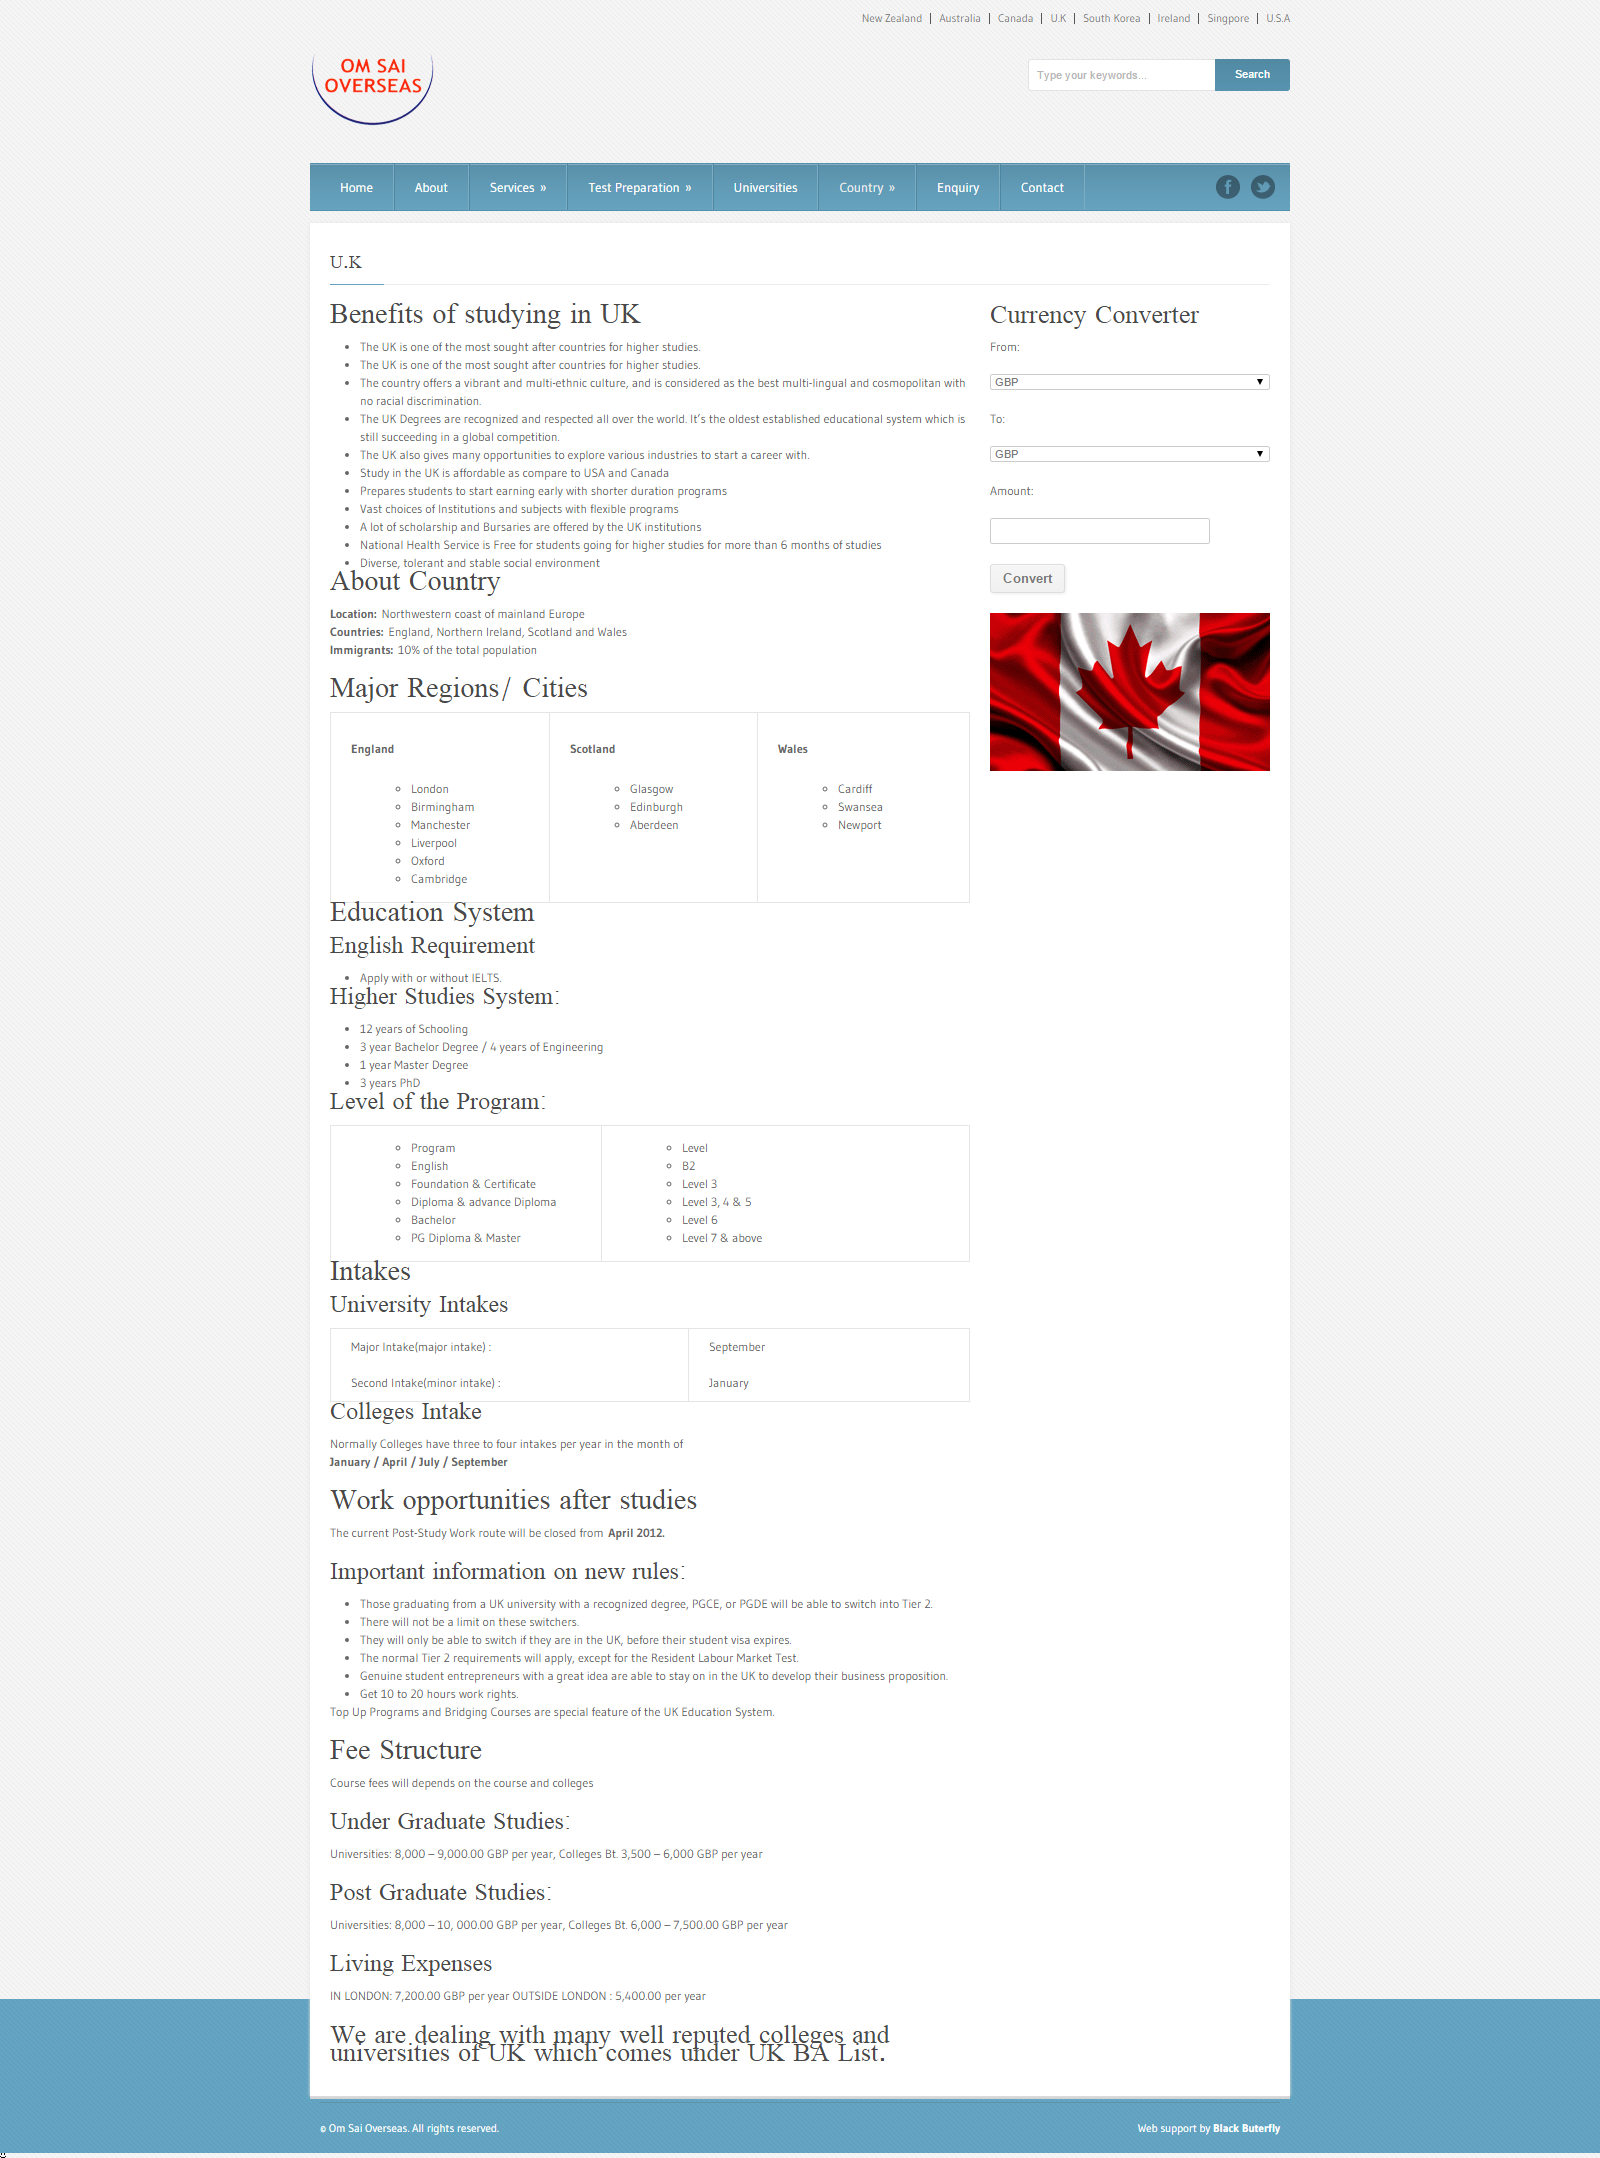 New Zealand | Australia | Canada | U.K | South Korea | Ireland | Singpore | U.S.A
OM SAI
OVERSEAS
Type your keywords...
Search
Home About Services » Test Preparation » Universities Country » Enquiry Contact
U.K
Benefits of studying in UK
The UK is one of the most sought after countries for higher studies.
The UK is one of the most sought after countries for higher studies.
The country offers a vibrant and multi-ethnic culture, and is considered as the best multi-lingual and cosmopolitan with
no racial discrimination.
The UK Degrees are recognized and respected all over the world. It's the oldest established educational system which is
still succeeding in a global competition.
The UK also gives many opportunities to explore various industries to start a career with.
Study in the UK is affordable as compare to USA and Canada
Prepares students to start earning early with shorter duration programs
Vast choices of Institutions and subjects with flexible programs
A lot of scholarship and Bursaries are offered by the UK institutions
National Health Service is Free for students going for higher studies for more than 6 months of studies
Diverse, tolerant and stable social environment
About Country
Location: Northwestern coast of mainland Europe
Countries: England, Northern Ireland, Scotland and Wales
Immigrants: 10% of the total population
Major Regions/ Cities
England
London
Birmingham
Manchester
Liverpool
Oxford
Cambridge
Scotland
Glasgow
Edinburgh
Aberdeen
Wales
Cardiff
Swansea
Newport
Education System
English Requirement
Apply with or without IELTS.
Higher Studies System:
12 years of Schooling
3 year Bachelor Degree / 4 years of Engineering
1 year Master Degree
3 years PhD
Level of the Program:
Program
English
Foundation & Certificate
Diploma & advance Diploma
Bachelor
PG Diploma & Master
Level
B2
Level 3
Level 3, 4 & 5
Level 6
Level 7 & above
Intakes
University Intakes
Major Intake(major intake) : September
Second Intake(minor intake) : January
Colleges Intake
Normally Colleges have three to four intakes per year in the month of
January / April / July / September
Work opportunities after studies
The current Post-Study Work route will be closed from April 2012.
Important information on new rules:
Those graduating from a UK university with a recognized degree, PGCE, or PGDE will be able to switch into Tier 2.
There will not be a limit on these switchers.
They will only be able to switch if they are in the UK, before their student visa expires.
The normal Tier 2 requirements will apply, except for the Resident Labour Market Test.
Genuine student entrepreneurs with a great idea are able to stay on in the UK to develop their business proposition.
Get 10 to 20 hours work rights.
Top Up Programs and Bridging Courses are special feature of the UK Education System.
Fee Structure
Course fees will depends on the course and colleges
Under Graduate Studies:
Universities: 8,000 – 9,000.00 GBP per year, Colleges Bt. 3,500 – 6,000 GBP per year
Post Graduate Studies:
Universities: 8,000 – 10, 000.00 GBP per year, Colleges Bt. 6,000 – 7,500.00 GBP per year
Living Expenses
IN LONDON: 7,200.00 GBP per year OUTSIDE LONDON : 5,400.00 per year
We are dealing with many well reputed colleges and
universities of UK which comes under UK BA List.
Currency Converter
From:
GBP
To:
GBP
Amount:
Convert
© Om Sai Overseas. All rights reserved.
Web support by Black Buterfly